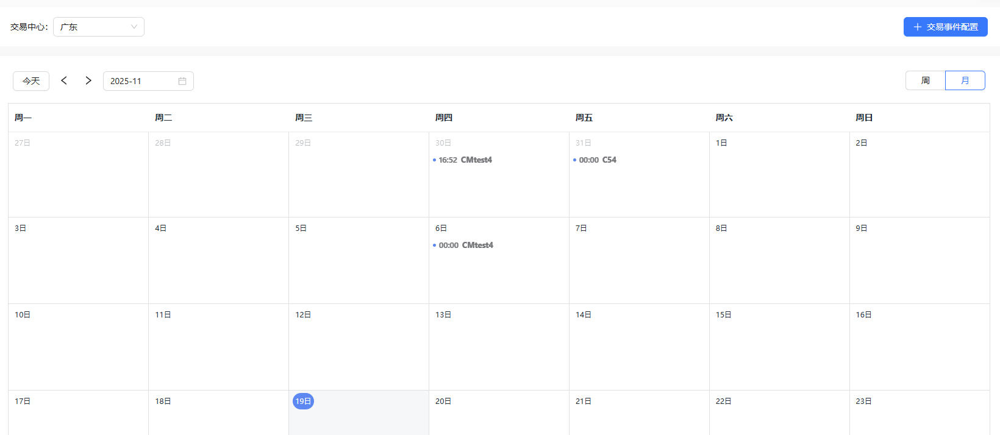 交易中心: 广东
交易事件配置
今天 2025-11 周 月
周一 周二 周三 周四 周五 周六 周日
27日 28日 29日 30日 31日 1日 2日
16:52 CMtest4 00:00 C54
3日 4日 5日 6日 7日 8日 9日
00:00 CMtest4
10日 11日 12日 13日 14日 15日 16日
17日 18日 19日 20日 21日 22日 23日